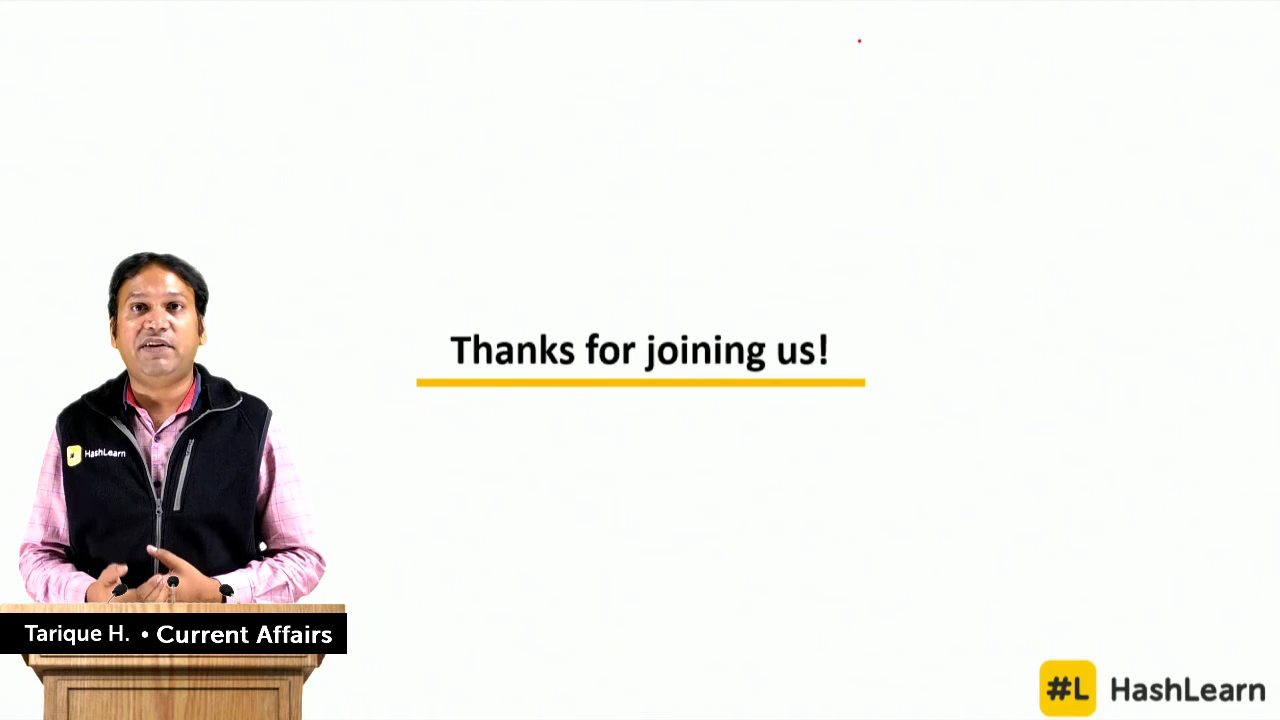 Thanks for joining us!
HashLearn
Tarique H. • Current Affairs
#L HashLearn